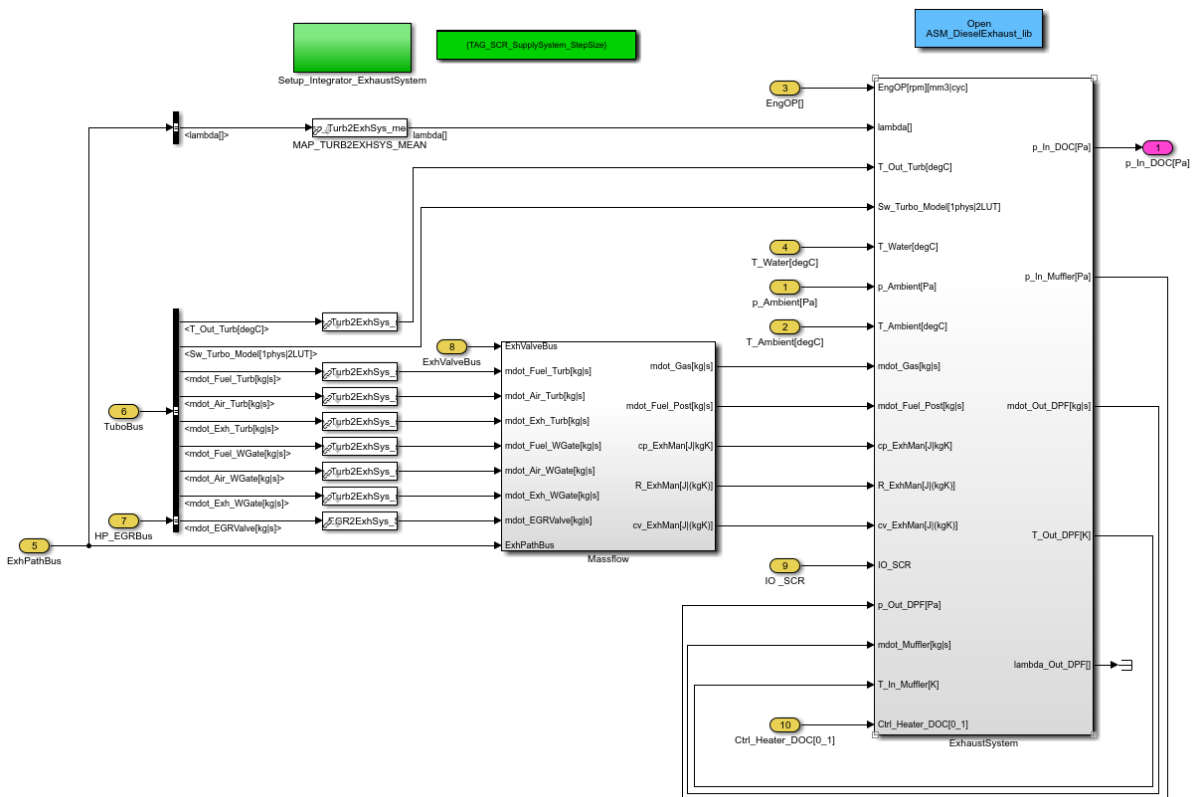 Open
ASM_DieselExhaust_lib
{TAG_SCR_SupplySystem_StepSize}
Setup_Integrator_ExhaustSystem
3
EngOP[]
EngOP[rpm][mm3|cyc]
<lambda[]>
_Turb2ExhSys_me
lambda[]
MAP_TURB2EXHSYS_MEAN
lambda[]
p_In_DOC[Pa]
1
p_In_DOC[Pa]
T_Out_Turb[degC]
Sw_Turbo_Model[1phys|2LUT]
4
T_Water[degC]
T_Water[degC]
p_In_Muffler[Pa]
1
p_Ambient[Pa]
p_Ambient[Pa]
2
T_Ambient[degC]
T_Ambient[degC]
<T_Out_Turb[degC]>
Turb2ExhSys_
<Sw_Turbo_Model[1phys|2LUT]>
8
ExhValveBus
ExhValveBus
<mdot_Fuel_Turb[kg|s]>
Turb2ExhSys_
mdot_Fuel_Turb[kg|s]
mdot_Gas[kg|s]
mdot_Gas[kg|s]
<mdot_Air_Turb[kg|s]>
Turb2ExhSys_
mdot_Air_Turb[kg|s]
6
TuboBus
mdot_Fuel_Post[kg|s]
mdot_Fuel_Post[kg|s]
mdot_Out_DPF[kg|s]
<mdot_Exh_Turb[kg|s]>
Turb2ExhSys_
mdot_Exh_Turb[kg|s]
<mdot_Fuel_WGate[kg|s]>
Turb2ExhSys_
mdot_Fuel_WGate[kg|s]
cp_ExhMan[J|kgK]
cp_ExhMan[J|kgK]
<mdot_Air_WGate[kg|s]>
Turb2ExhSys_
mdot_Air_WGate[kg|s]
R_ExhMan[J|(kgK)]
R_ExhMan[J|(kgK)]
<mdot_Exh_WGate[kg|s]>
Turb2ExhSys_
mdot_Exh_WGate[kg|s]
7
HP_EGRBus
<mdot_EGRValve[kg|s]>
EGR2ExhSys_
mdot_EGRValve[kg|s]
cv_ExhMan[J|(kgK)]
cv_ExhMan[J|(kgK)]
T_Out_DPF[K]
5
ExhPathBus
ExhPathBus
Massflow
9
IO _SCR
IO_SCR
p_Out_DPF[Pa]
mdot_Muffler[kg|s]
lambda_Out_DPF[]
T_In_Muffler[K]
10
Ctrl_Heater_DOC[0_1]
Ctrl_Heater_DOC[0_1]
ExhaustSystem